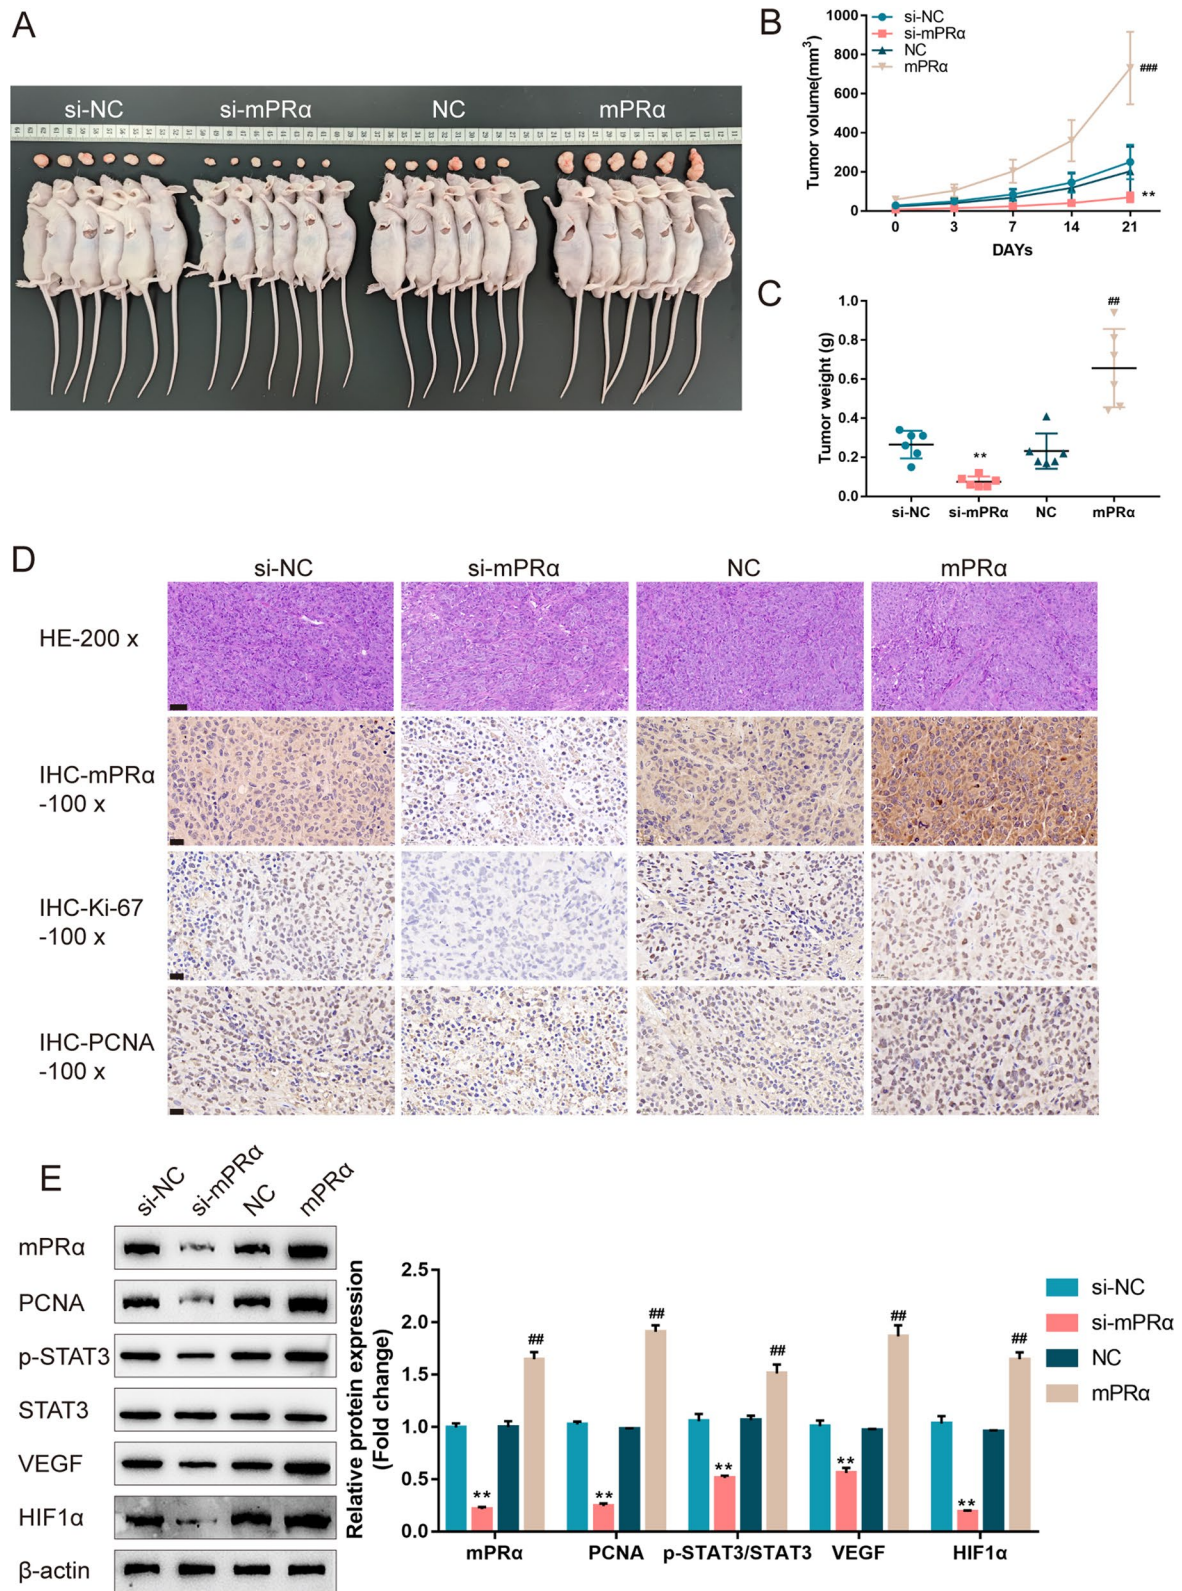 A
si-NC
si-mPRα
NC
mPRα
B
Tumor volume(mm³)
1000
800
600
400
200
0
si-NC
si-mPRα
NC
mPRα
###
**
0 3 7 14 21
DAYs
C
Tumor weight (g)
1.0
0.8
0.6
0.4
0.2
0.0
**
##
si-NC si-mPRα NC mPRα
D
si-NC si-mPRα NC mPRα
HE-200 x
IHC-mPRα
-100 x
IHC-Ki-67
-100 x
IHC-PCNA
-100 x
E
si-NC
si-mPRα
NC
mPRα
mPRα
PCNA
p-STAT3
STAT3
VEGF
HIF1α
β-actin
Relative protein expression
(Fold change)
2.5
2.0
1.5
1.0
0.5
0.0
** ## ** ## ** ## ** ## ** ##
mPRα PCNA p-STAT3/STAT3 VEGF HIF1α
si-NC
si-mPRα
NC
mPRα